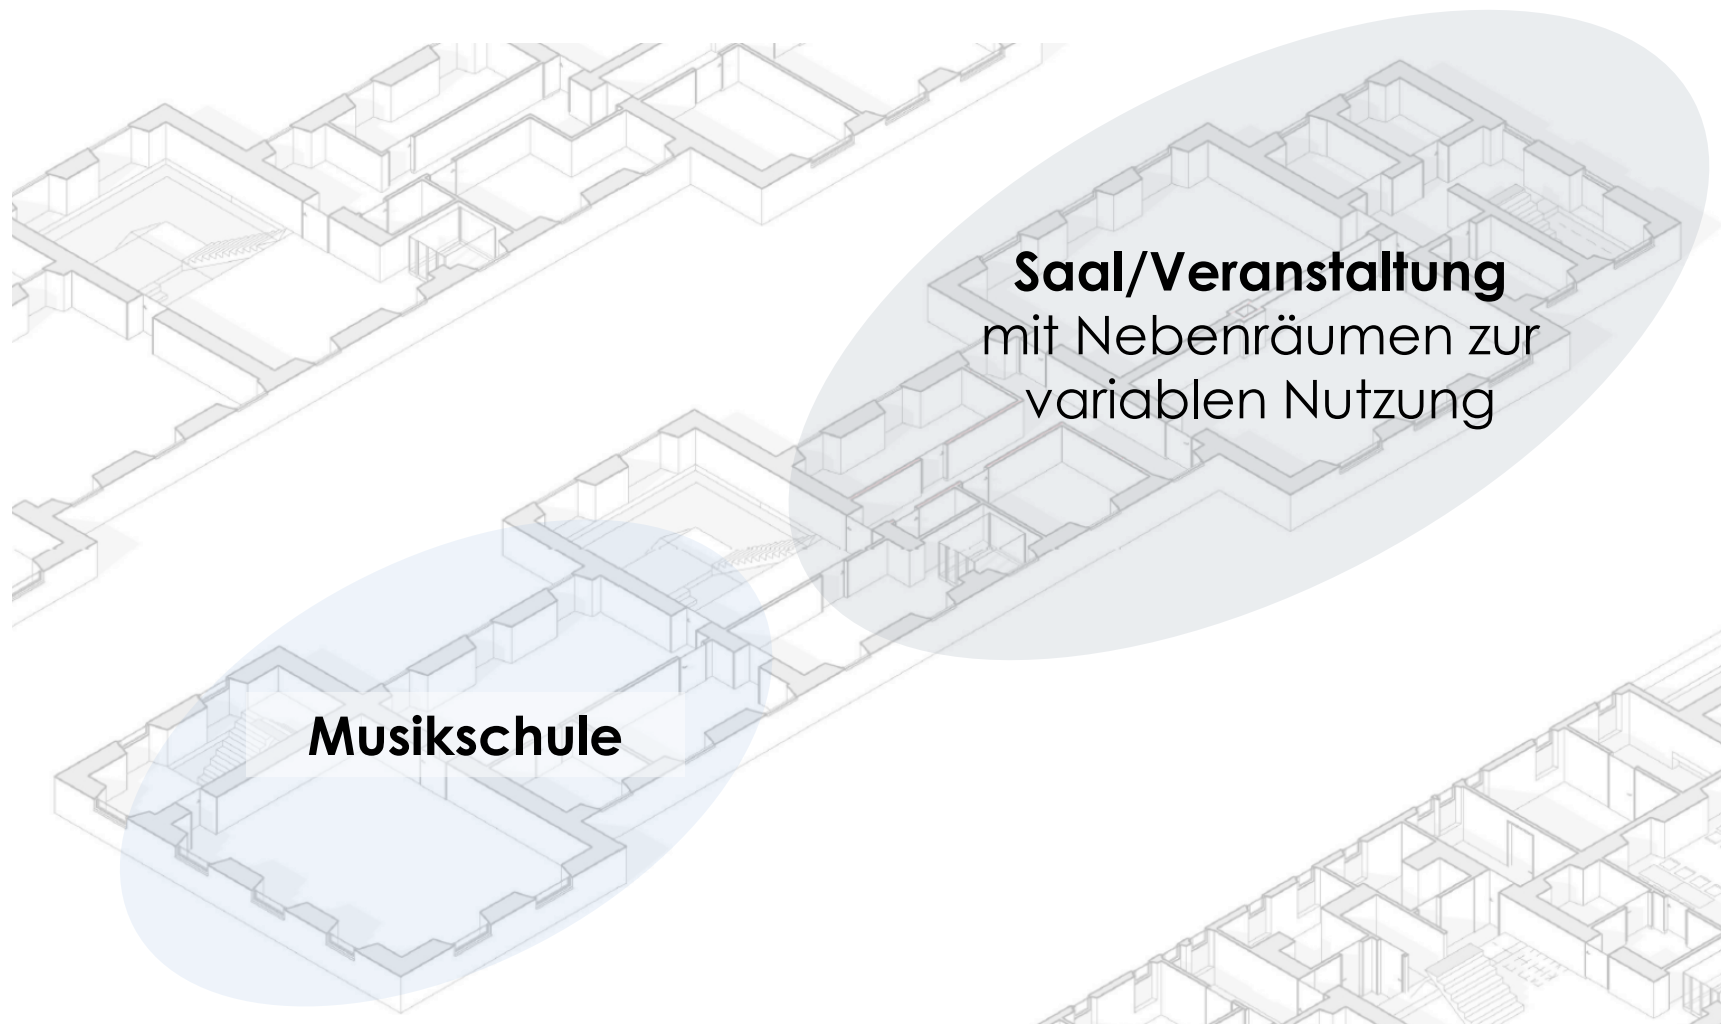 Saal/Veranstaltung
mit Nebenräumen zur
variablen Nutzung
Musikschule